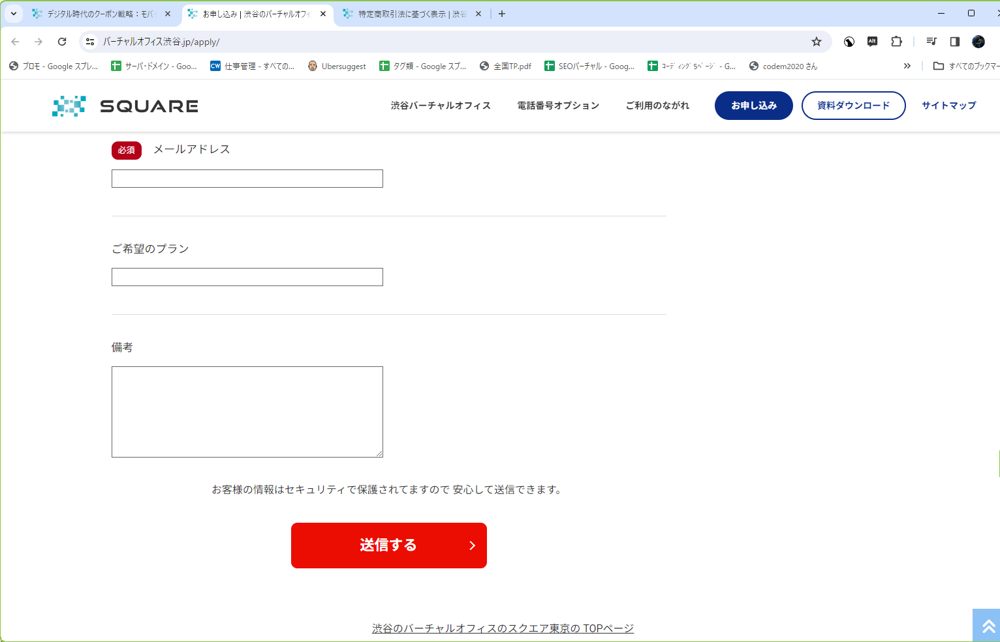 デジタル時代のクーポン戦略：モバイ
お申し込み | 渋谷のバーチャルオフィ
特定商取引法に基づく表示 | 渋谷
バーチャルオフィス渋谷.jp/apply/
プロモ - Google スプレ...
サーバ・ドメイン - Goo...
CW 仕事管理 - すべての...
Ubersuggest
タグ類 - Google スプ...
全国TP.pdf
SEOバーチャル - Goog...
ｺｰﾃﾞｨﾝｸﾞ 5ﾍﾟｰｼﾞ - G...
codem2020 さん
すべてのブックマー
SQUARE
渋谷バーチャルオフィス
電話番号オプション
ご利用のながれ
お申し込み
資料ダウンロード
サイトマップ
必須 メールアドレス
ご希望のプラン
備考
お客様の情報はセキュリティで保護されてますので 安心して送信できます。
送信する
渋谷のバーチャルオフィスのスクエア東京の TOPページ